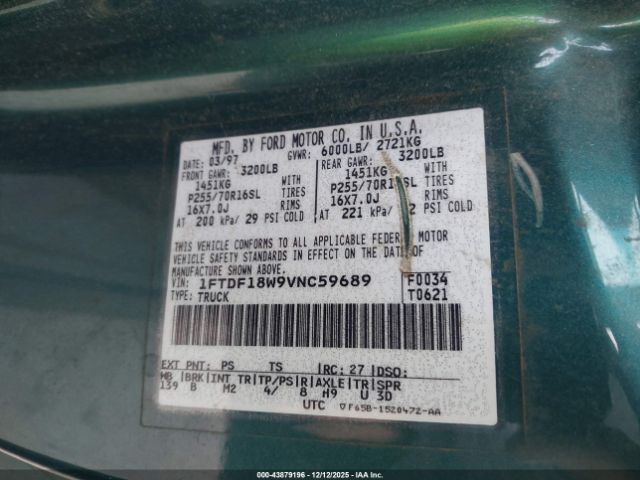 MFD. BY FORD MOTOR CO. IN U.S.A.
03/97 GVWR: 6000LB/ 2721KG
FRONT GAWR: 3200LB REAR GAWR: 3200LB
1451KG WITH 1451KG WITH
P255/70R16SL TIRES P255/70R16SL TIRES
16X7.0J RIMS 16X7.0J RIMS
AT 200 kPa/ 29 PSI COLD AT 221 kPa/ 2 PSI COLD
THIS VEHICLE CONFORMS TO ALL APPLICABLE FEDERAL MOTOR
VEHICLE SAFETY STANDARDS IN EFFECT ON THE DATE OF
MANUFACTURE SHOWN ABOVE.
VIN: 1FTDF18W9VNC59689 F0034
TYPE: TRUCK T0621
EXT PNT: PS TS RC: 27 DSO:
WB BRK INT TR TP/PS R AXLE TR SPR
139 B M2 4/ 8 H9 U 3D
UTC F65B-1520472-AA
000-43879196 - 12/12/2025 - IAA, Inc.